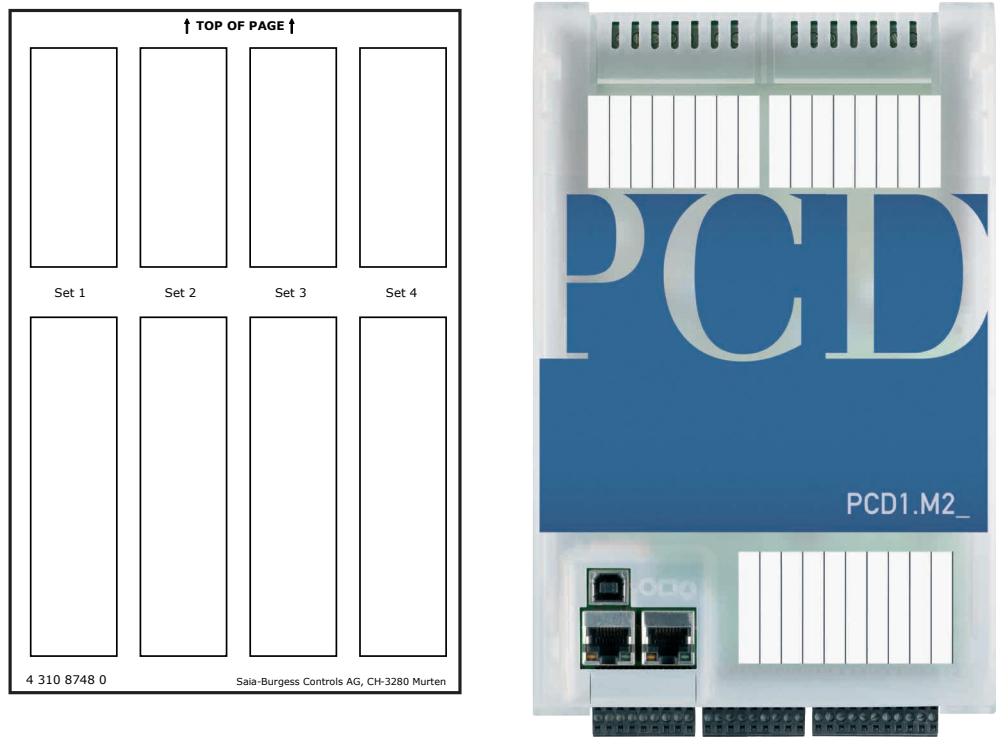 TOP OF PAGE
Set 1 Set 2 Set 3 Set 4
4 310 8748 0
Saia-Burgess Controls AG, CH-3280 Murten
PCD
PCD1.M2_